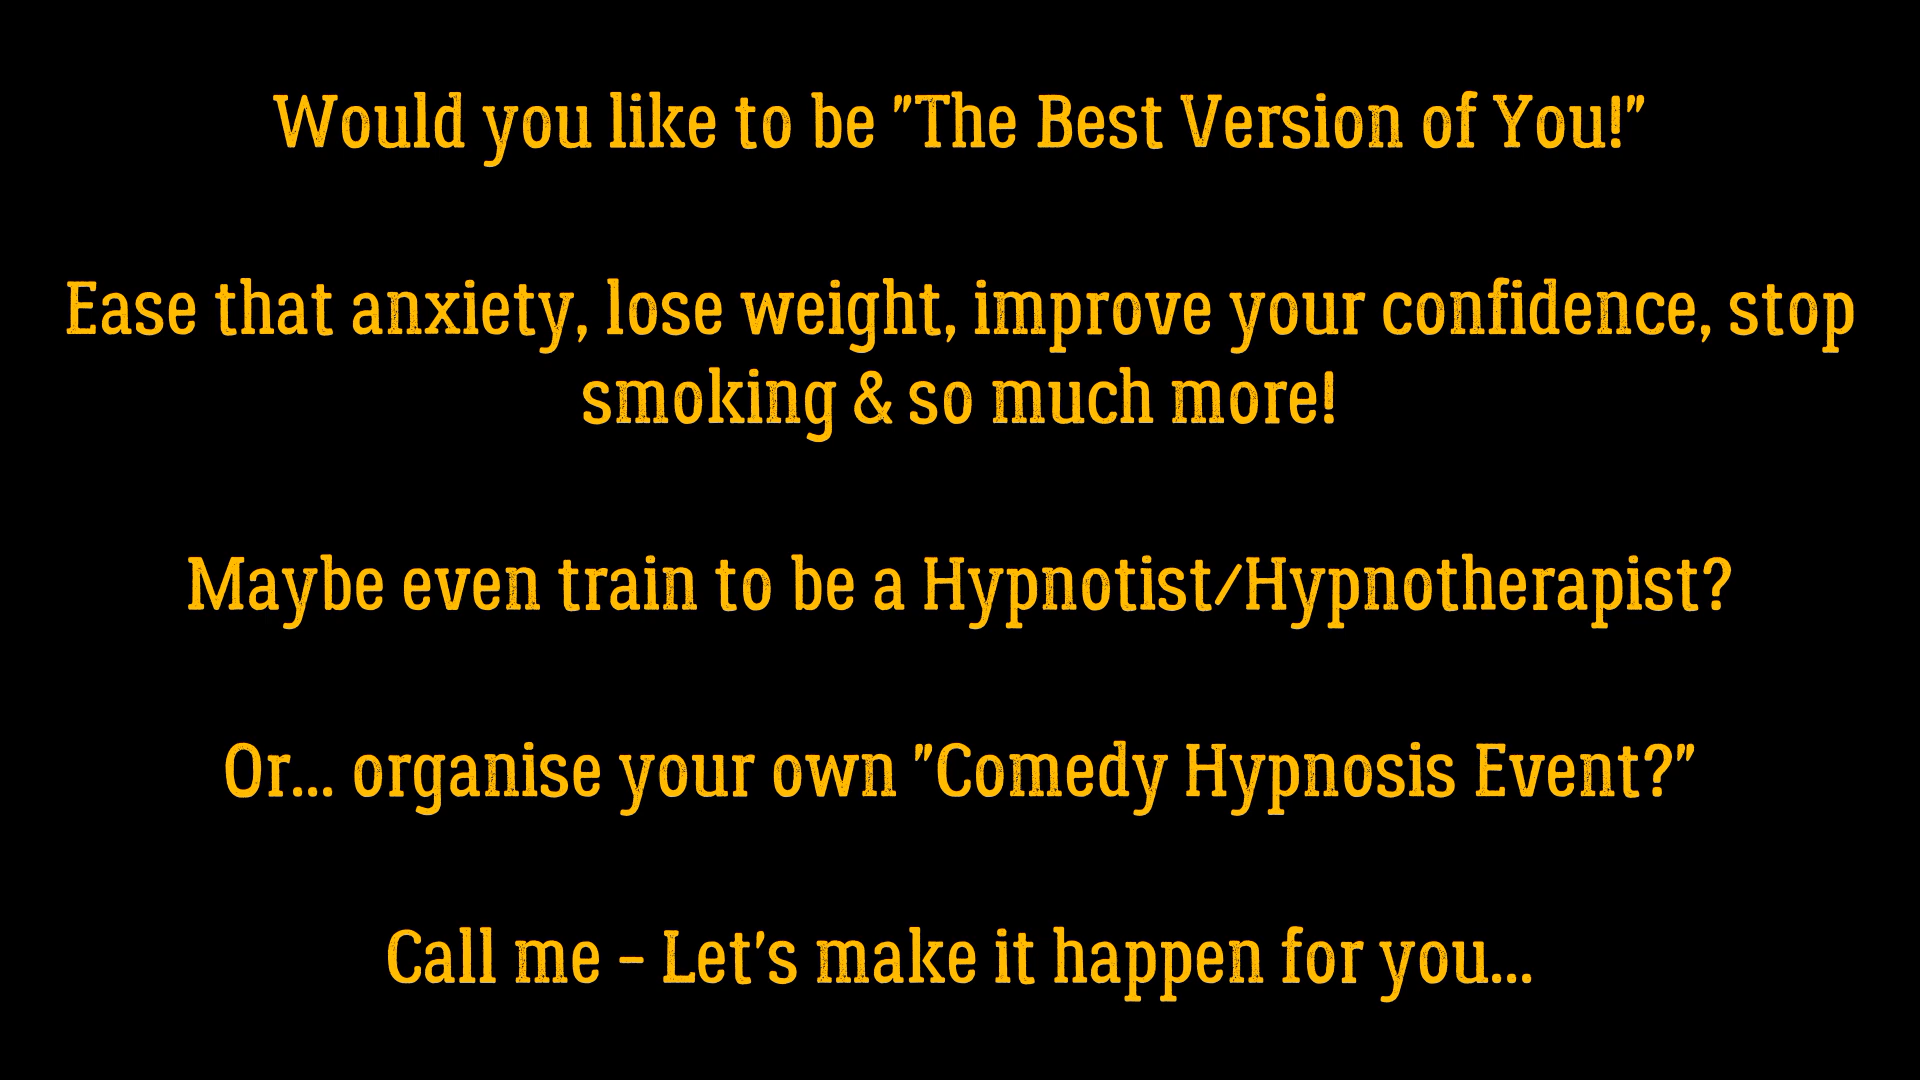 Would you like to be "The Best Version of You!"
Ease that anxiety, lose weight, improve your confidence, stop
smoking & so much more!
Maybe even train to be a Hypnotist/Hypnotherapist?
Or... organise your own "Comedy Hypnosis Event?"
Call me - Let's make it happen for you...